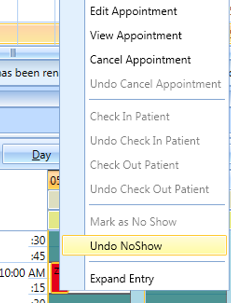 Edit Appointment
View Appointment
Cancel Appointment
has been ren
Undo Cancel Appointment
Check In Patient
Undo Check In Patient
Day
Check Out Patient
05
Undo Check Out Patient
Mark as No Show
:30
Undo NoShow
:45
10:00 AM
Expand Entry
:15